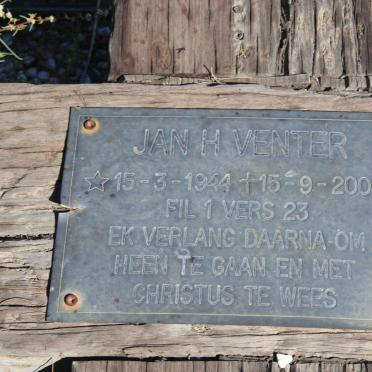 JAN H VENTER
☆ 15-3-1944 ✝ 15-9-200
FIL 1 VERS 23
EK VERLANG DAARNA OM
HEEN TE GAAN EN MET
CHRISTUS TE WEES